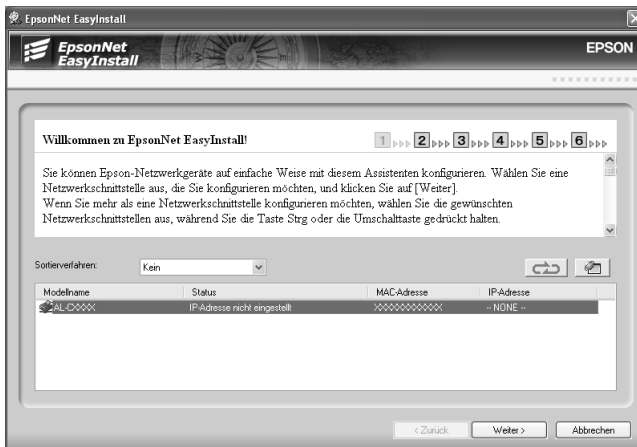 EpsonNet EasyInstall
EpsonNet
EasyInstall
EPSON
Willkommen zu EpsonNet EasyInstall!
1 2 3 4 5 6
Sie können Epson-Netzwerkgeräte auf einfache Weise mit diesem Assistenten konfigurieren. Wählen Sie eine
Netzwerkschnittstelle aus, die Sie konfigurieren möchten, und klicken Sie auf [Weiter].
Wenn Sie mehr als eine Netzwerkschnittstelle konfigurieren möchten, wählen Sie die gewünschten
Netzwerkschnittstellen aus, während Sie die Taste Strg oder die Umschalttaste gedrückt halten.
Sortierverfahren: Kein
Modellname Status MAC-Adresse IP-Adresse
AL-CXXXX IP-Adresse nicht eingestellt XXXXXXXXXXXX -- NONE --
< Zurück Weiter > Abbrechen